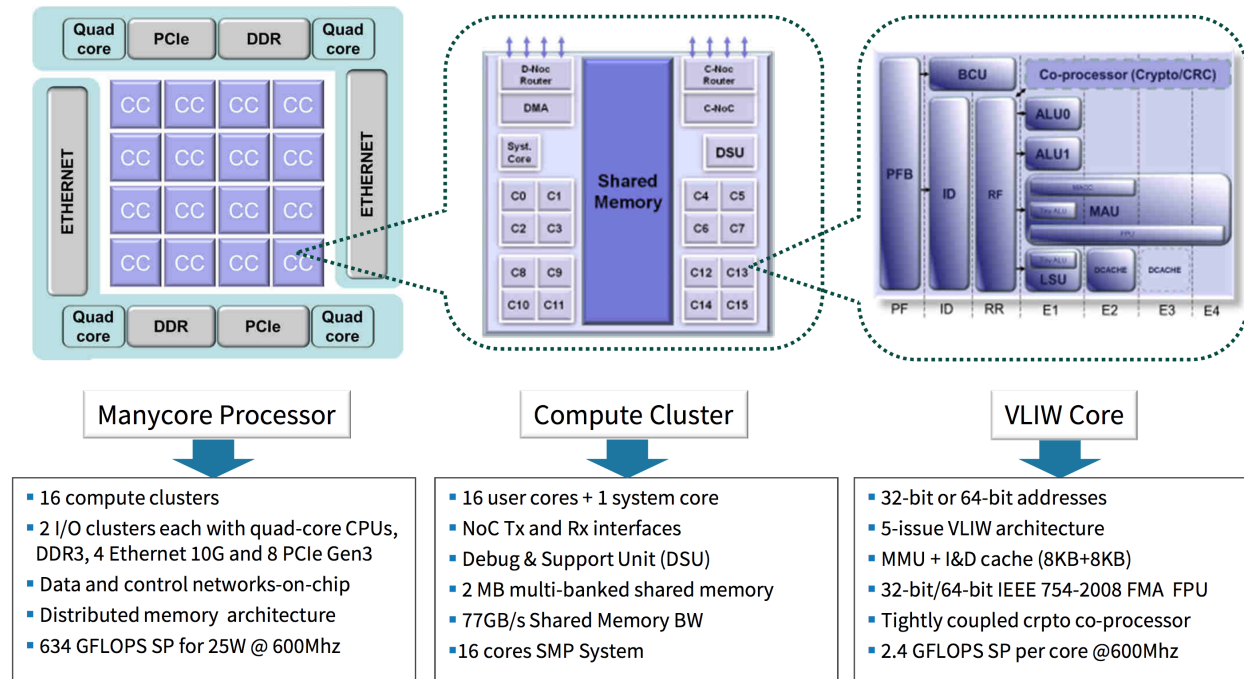 Quad
core
PCIe
DDR
Quad
core
ETHERNET
CC CC CC CC
CC CC CC CC
CC CC CC CC
CC CC CC CC
ETHERNET
Quad
core
DDR
PCIe
Quad
core
D-Noc
Router
DMA
Syst.
Core
C0 C1
C2 C3
C8 C9
C10 C11
Shared
Memory
C-Noc
Router
C-NoC
DSU
C4 C5
C6 C7
C12 C13
C14 C15
PFB
BCU
Co-processor (Crypto/CRC)
ID
RF
ALU0
ALU1
MACC
Tiny ALU
MAU
FPU
Tiny ALU
LSU
DCACHE
DCACHE
PF ID RR E1 E2 E3 E4
Manycore Processor
▪ 16 compute clusters
▪ 2 I/O clusters each with quad-core CPUs,
DDR3, 4 Ethernet 10G and 8 PCIe Gen3
▪ Data and control networks-on-chip
▪ Distributed memory architecture
▪ 634 GFLOPS SP for 25W @ 600Mhz
Compute Cluster
▪ 16 user cores + 1 system core
▪ NoC Tx and Rx interfaces
▪ Debug & Support Unit (DSU)
▪ 2 MB multi-banked shared memory
▪ 77GB/s Shared Memory BW
▪ 16 cores SMP System
VLIW Core
▪ 32-bit or 64-bit addresses
▪ 5-issue VLIW architecture
▪ MMU + I&D cache (8KB+8KB)
▪ 32-bit/64-bit IEEE 754-2008 FMA FPU
▪ Tightly coupled crpto co-processor
▪ 2.4 GFLOPS SP per core @600Mhz